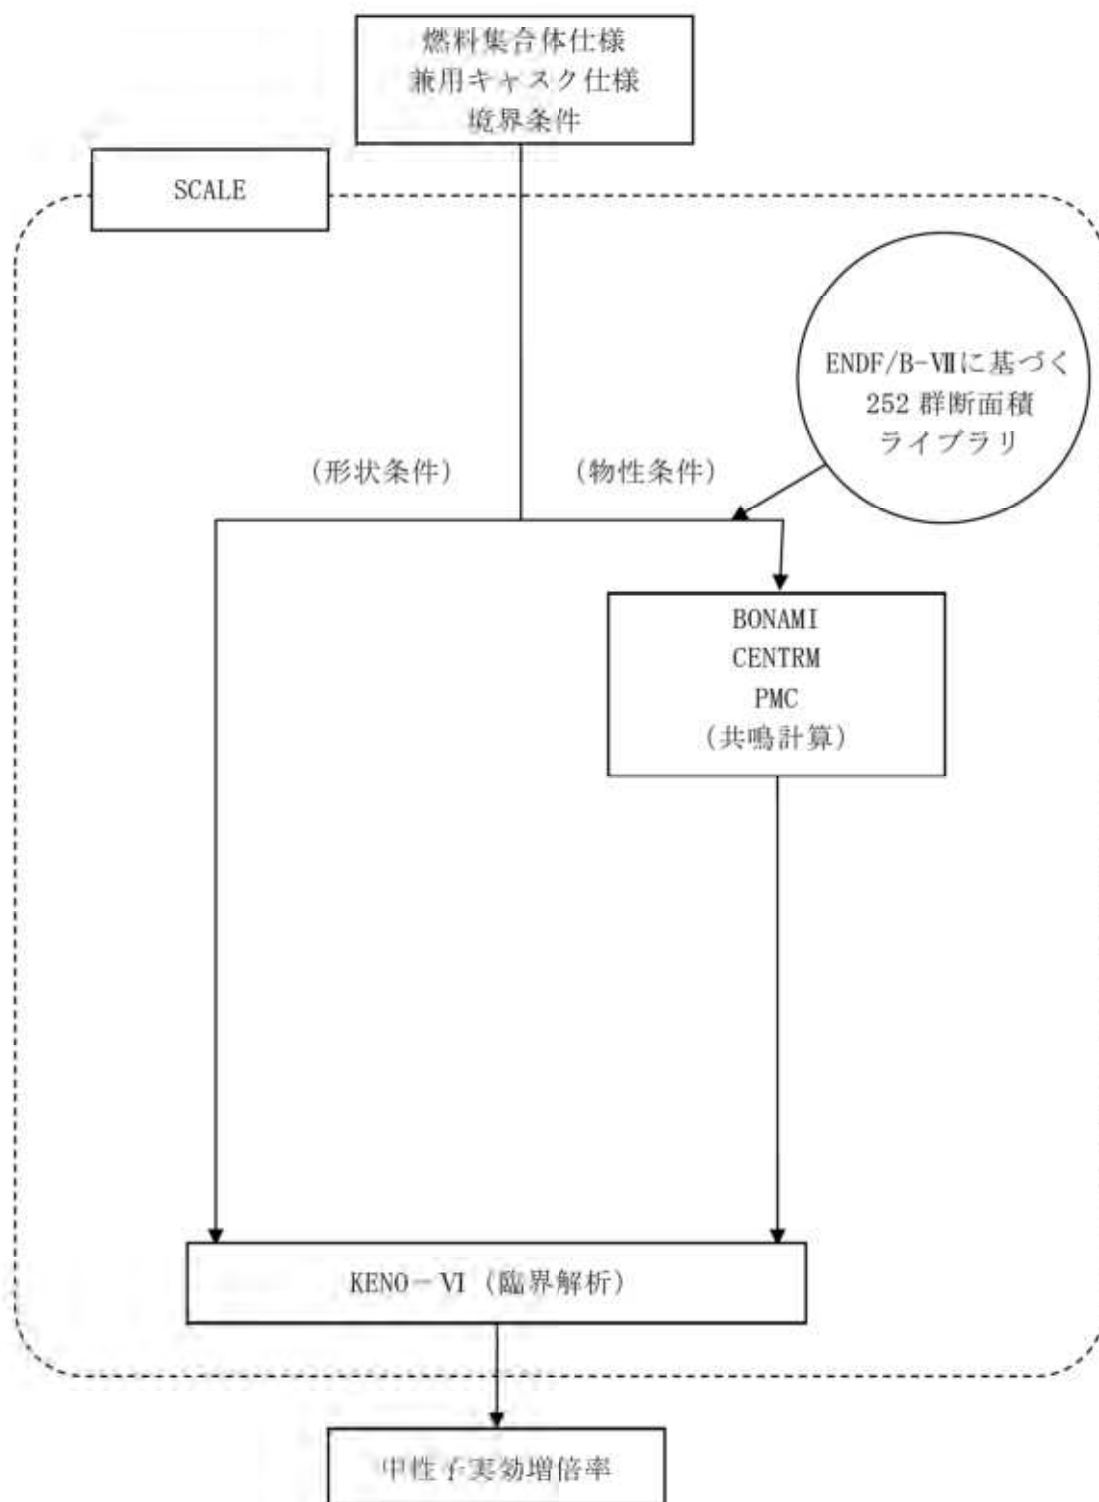 燃料集合体仕様
兼用キャスク仕様
境界条件
SCALE
ENDF/B-Ⅶに基づく
252 群断面積
ライブラリ
（形状条件）
（物性条件）
BONAMI
CENTRM
PMC
（共鳴計算）
KENO－Ⅵ（臨界解析）
中性子実効増倍率